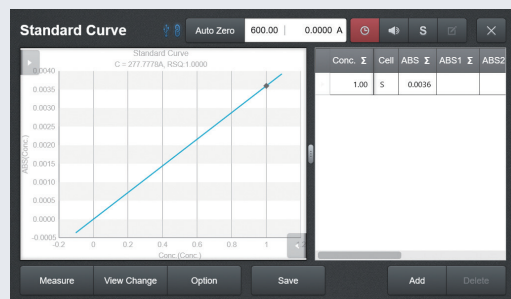 Standard Curve
Auto Zero
600.00
0.0000 A
S
Standard Curve
C = 277.7778A, RSQ:1.0000
ABS(Conc.)
0.0040
0.0035
0.0030
0.0025
0.0020
0.0015
0.0010
0.0005
0.0000
-0.0005
-0.2 0 0.2 0.4 0.6 0.8 1
Conc.(Conc.)
Conc. Σ Cell ABS Σ ABS1 Σ ABS2
1.00 S 0.0036
Measure View Change Option Save Add Delete